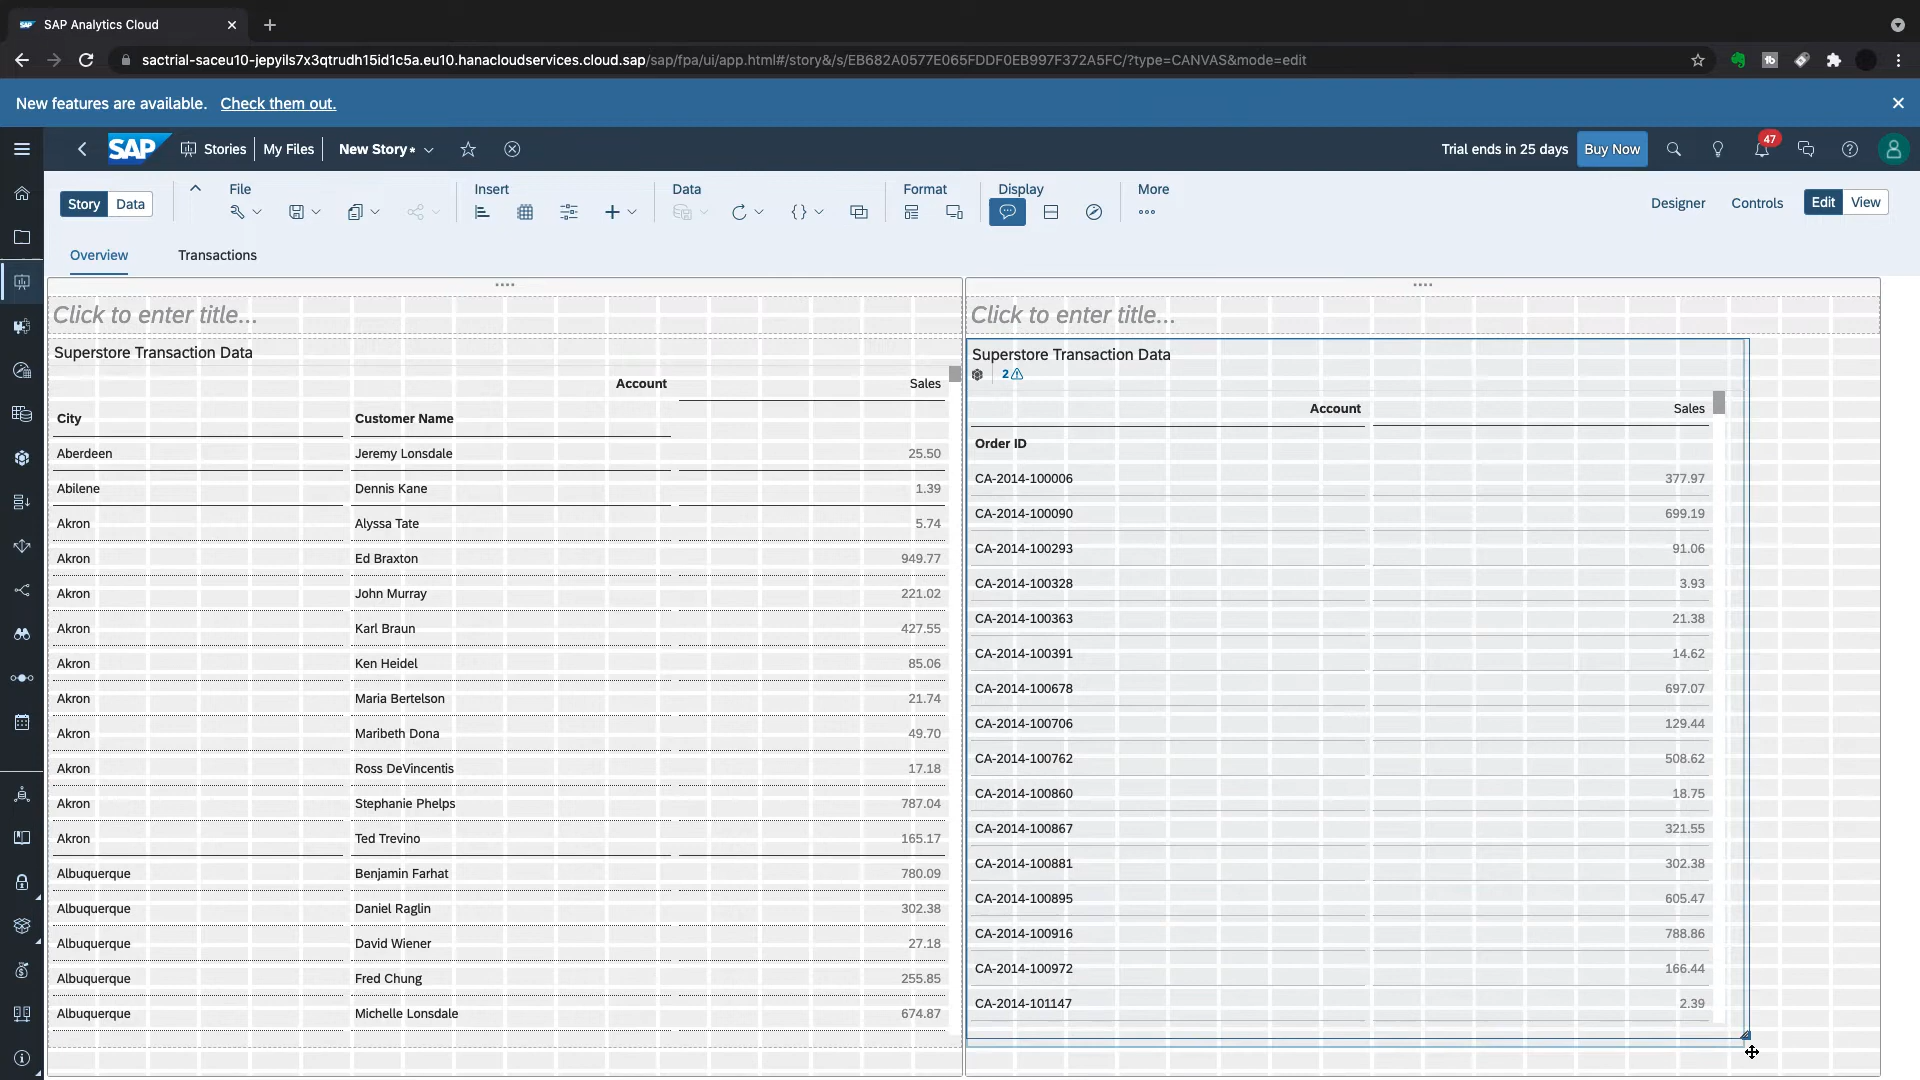 SAP Analytics Cloud
sactrial-saceu10-jepyils7x3qtrudh15id1c5a.eu10.hanacloudservices.cloud.sap/sap/fpa/ui/app.html#/story&/s/EB682A0577E065FDDF0EB997F372A5FC/?type=CANVAS&mode=edit
New features are available. Check them out.
SAP Stories My Files New Story* Trial ends in 25 days Buy Now 47
File Insert Data Format Display More
Story Data Designer Controls Edit View
Overview Transactions
Click to enter title...
Superstore Transaction Data
Account Sales
City Customer Name
Aberdeen Jeremy Lonsdale 25.50
Abilene Dennis Kane 1.39
Akron Alyssa Tate 5.74
Akron Ed Braxton 949.77
Akron John Murray 221.02
Akron Karl Braun 427.55
Akron Ken Heidel 85.06
Akron Maria Bertelson 21.74
Akron Maribeth Dona 49.70
Akron Ross DeVincentis 17.18
Akron Stephanie Phelps 787.04
Akron Ted Trevino 165.17
Albuquerque Benjamin Farhat 780.09
Albuquerque Daniel Raglin 302.38
Albuquerque David Wiener 27.18
Albuquerque Fred Chung 255.85
Albuquerque Michelle Lonsdale 674.87
Click to enter title...
Superstore Transaction Data
2
Account Sales
Order ID
CA-2014-100006 377.97
CA-2014-100090 699.19
CA-2014-100293 91.06
CA-2014-100328 3.93
CA-2014-100363 21.38
CA-2014-100391 14.62
CA-2014-100678 697.07
CA-2014-100706 129.44
CA-2014-100762 508.62
CA-2014-100860 18.75
CA-2014-100867 321.55
CA-2014-100881 302.38
CA-2014-100895 605.47
CA-2014-100916 788.86
CA-2014-100972 166.44
CA-2014-101147 2.39